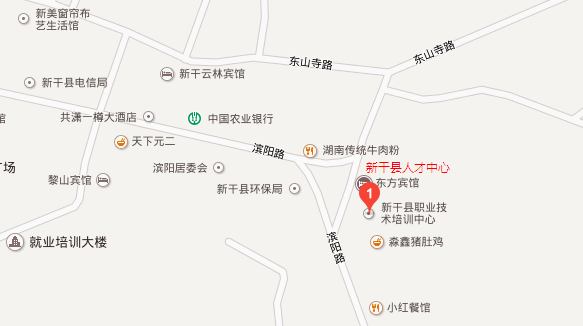 新美窗帘布
艺生活馆
东山寺路
东山寺路
新干云林宾馆
新干县电信局
馆
共潇一樽大酒店
中国农业银行
天下元二
滨阳路
湖南传统牛肉粉
广场
滨阳居委会
新干县人才中心
黎山宾馆
东方宾馆
新干县环保局
1
新干县职业技
术培训中心
就业培训大楼
滨阳路
淼鑫猪肚鸡
小红餐馆